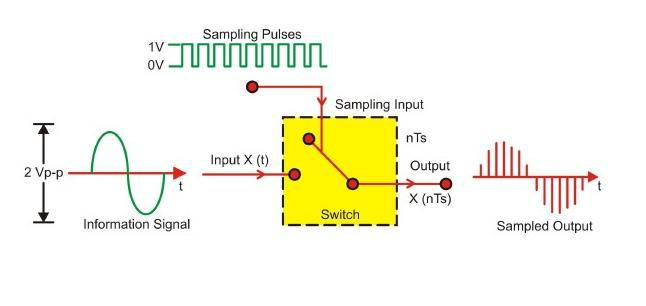 Sampling Pulses
1V
0V
Sampling Input
nTs
2 Vp-p
Input X (t)
Output
t
X (nTs)
t
Switch
Information Signal
Sampled Output